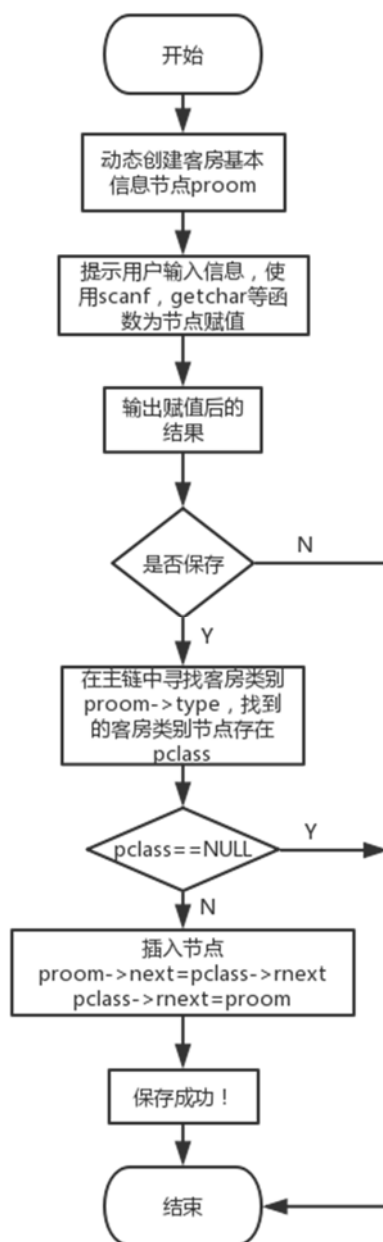 开始
动态创建客房基本
信息节点proom
提示用户输入信息，使
用scanf，getchar等函
数为节点赋值
输出赋值后的
结果
是否保存
N
Y
在主链中寻找客房类别
proom->type，找到
的客房类别节点存在
pclass
pclass==NULL
Y
N
插入节点
proom->next=pclass->rnext
pclass->rnext=proom
保存成功！
结束